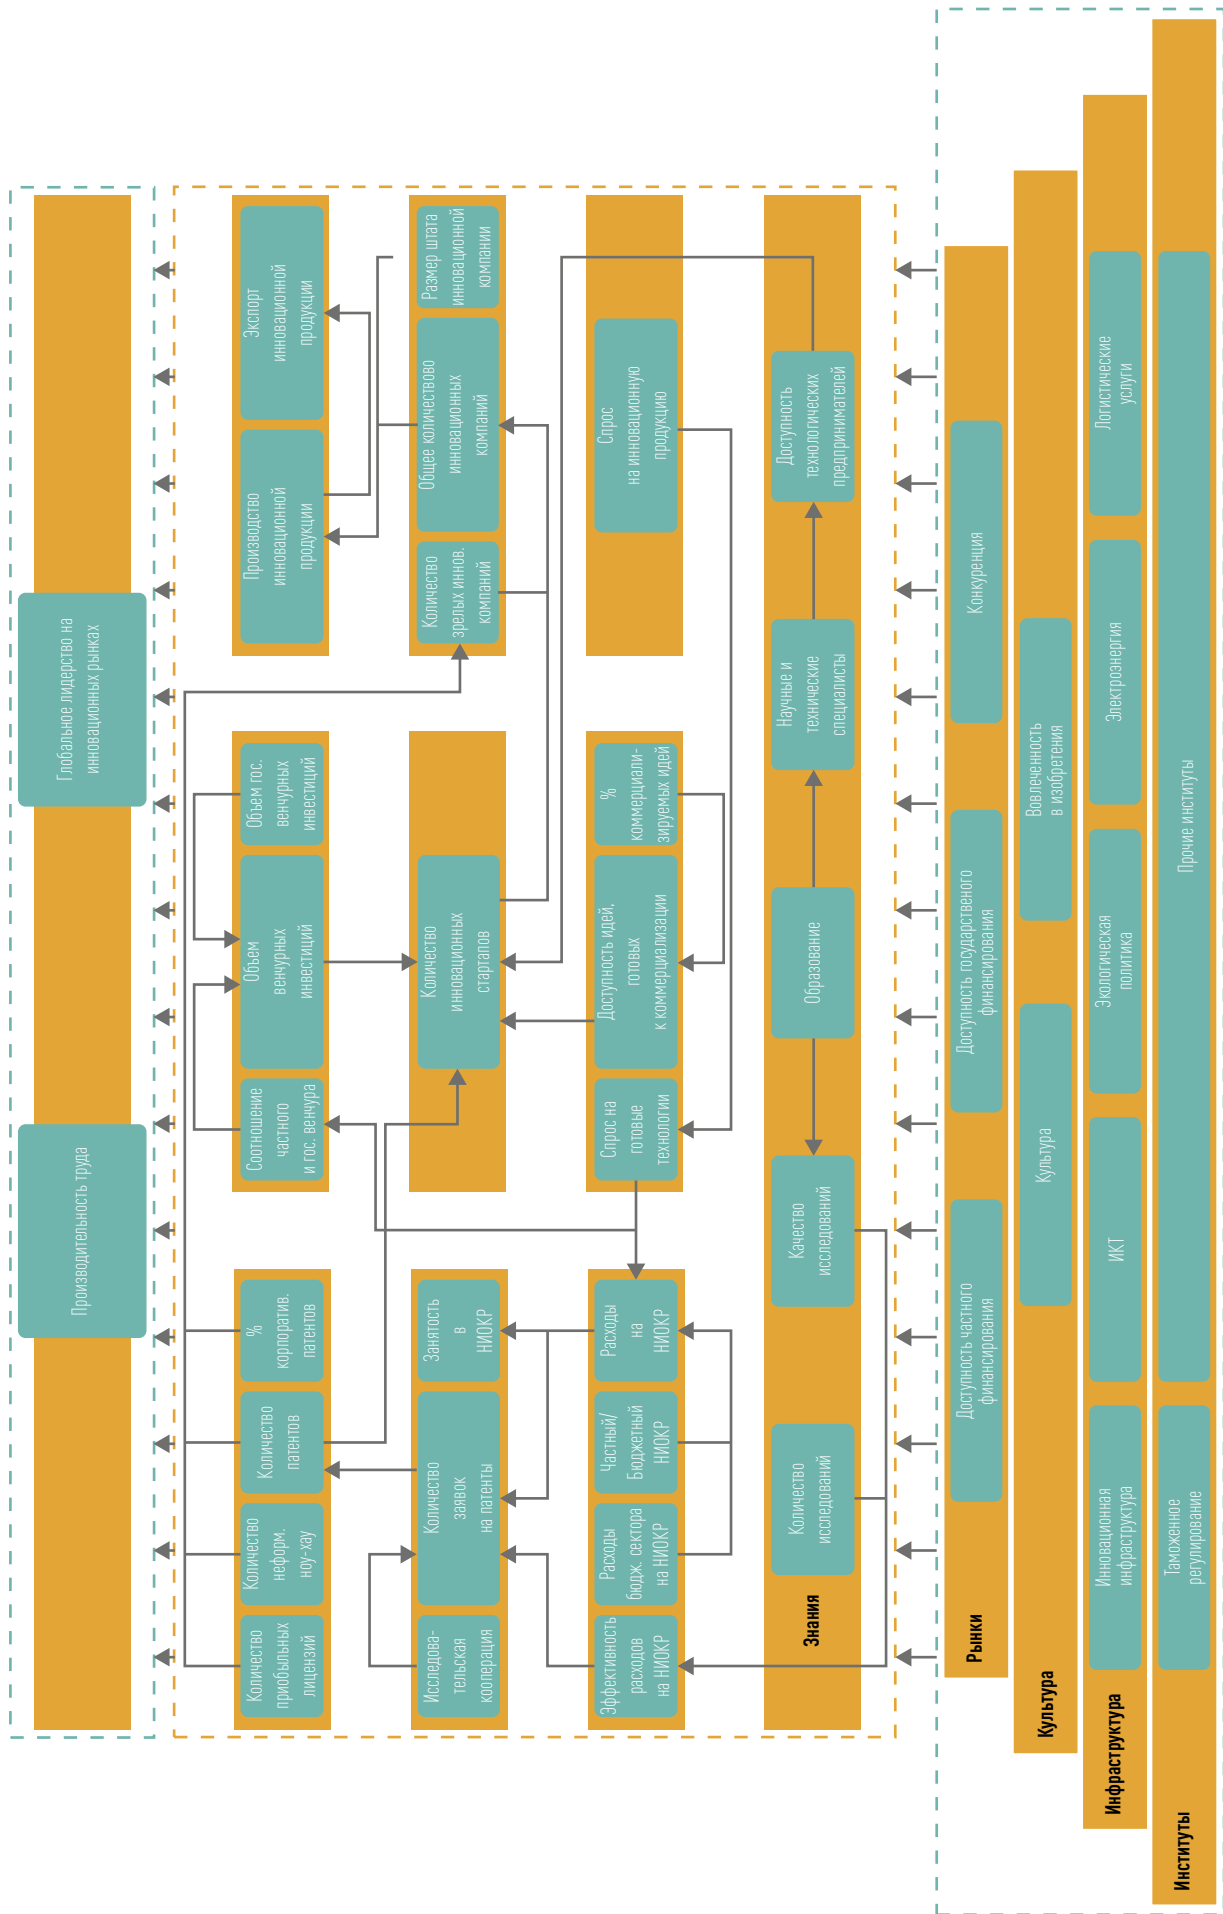 Производительность труда
Глобальное лидерство на
инновационных рынках
Количество
прибыльных
лицензий
Количество
неформ.
ноу-хау
Количество
патентов
%
корпоратив.
патентов
Соотношение
частного
и гос. венчура
Объем
венчурных
инвестиций
Объем гос.
венчурных
инвестиций
Производство
инновационной
продукции
Экспорт
инновационной
продукции
Исследова-
тельская
кооперация
Количество
заявок
на патенты
Занятость
в
НИОКР
Количество
инновационных
стартапов
Количество
зрелых иннов.
компаний
Общее количествово
инновационных
компаний
Размер штата
инновационной
компании
Эффективность
расходов
на НИОКР
Расходы
бюдж. сектора
на НИОКР
Частный/
Бюджетный
НИОКР
Расходы
на
НИОКР
Спрос на
готовые
технологии
Доступность идей,
готовых
к коммерциализации
%
коммерциали-
зируемых идей
Спрос
на инновационную
продукцию
Знания
Количество
исследований
Качество
исследований
Образование
Научные и
технические
специалисты
Доступность
технологических
предпринимателей
Рынки
Доступность частного
финансирования
Доступность государственого
финансирования
Конкуренция
Культура
Культура
Вовлеченность
в изобретения
Инфраструктура
Инновационная
инфраструктура
ИКТ
Экологическая
политика
Электроэнергия
Логистические
услуги
Институты
Таможенное
регулирование
Прочие институты